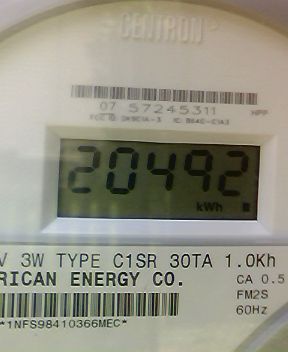 CENTRON
07 57245311 HPP
20492
kWh
V 3W TYPE C1SR 30TA 1.0Kh
RICAN ENERGY CO. CA 0.5
FM2S
60Hz
*1NFS98410366MEC*